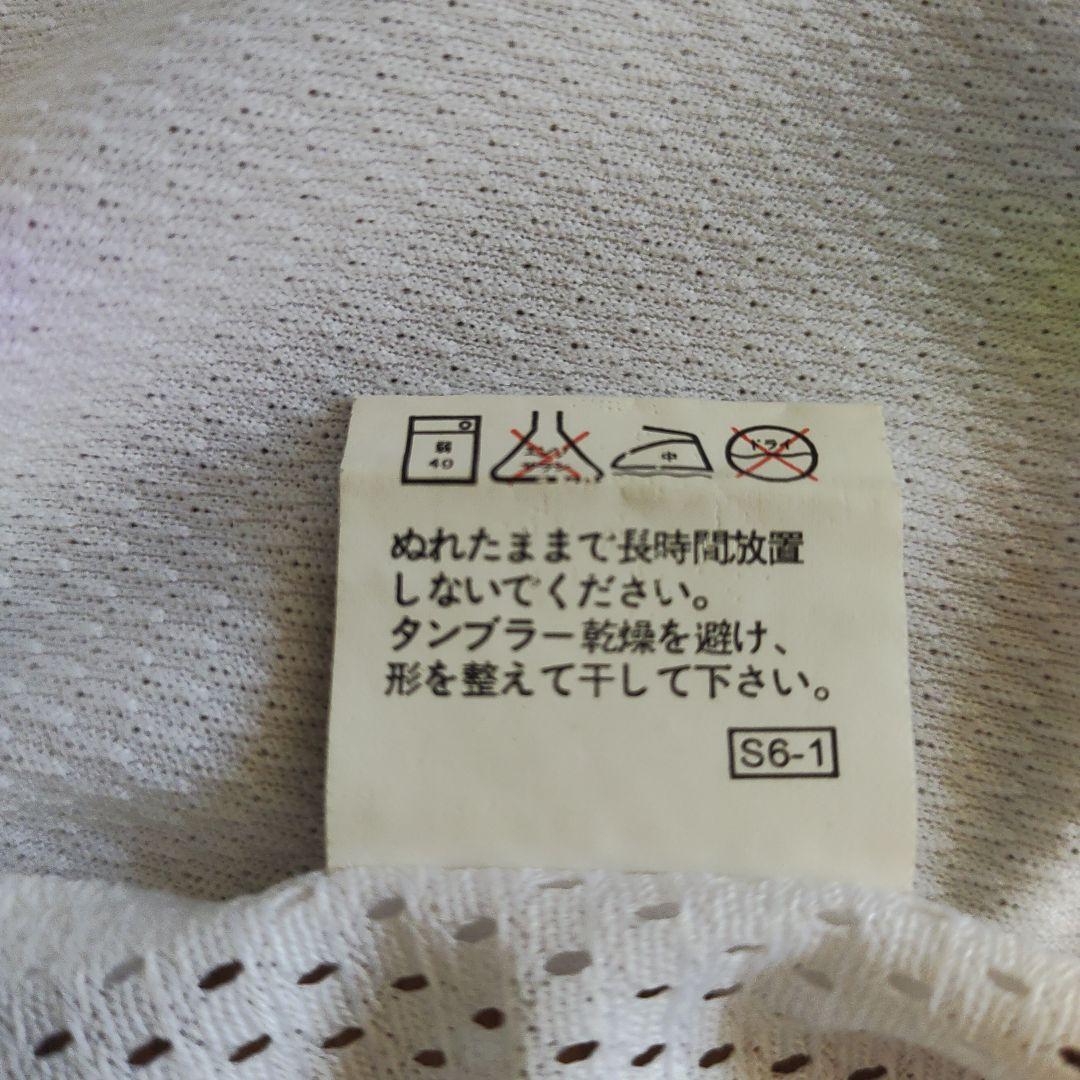 弱
40
中
ドライ
ぬれたままで長時間放置
しないでください。
タンブラー乾燥を避け、
形を整えて干して下さい。
S6-1